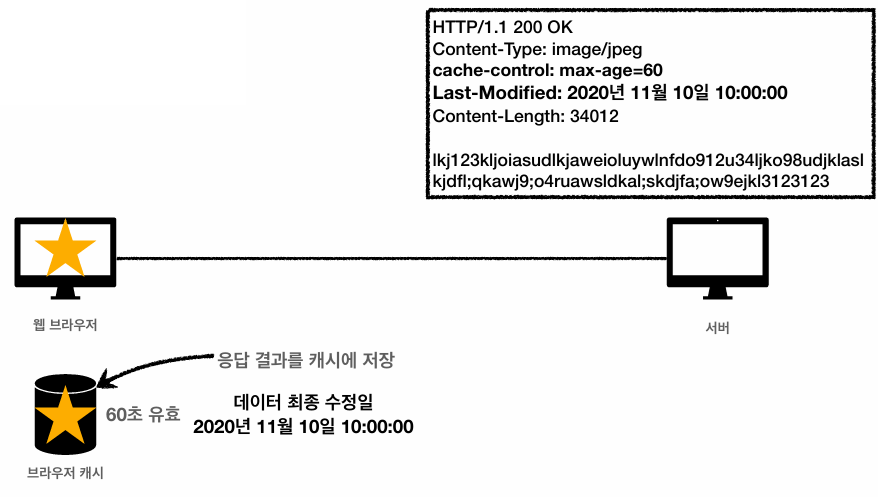 HTTP/1.1 200 OK
Content-Type: image/jpeg
cache-control: max-age=60
Last-Modified: 2020년 11월 10일 10:00:00
Content-Length: 34012
lkj123kljoiasudlkjaweioluywlnfdo912u34ljko98udjklasl
kjdfl;qkawj9;o4ruawsldkal;skdjfa;ow9ejkl3123123
웹 브라우저
서버
응답 결과를 캐시에 저장
60초 유효
데이터 최종 수정일
2020년 11월 10일 10:00:00
브라우저 캐시